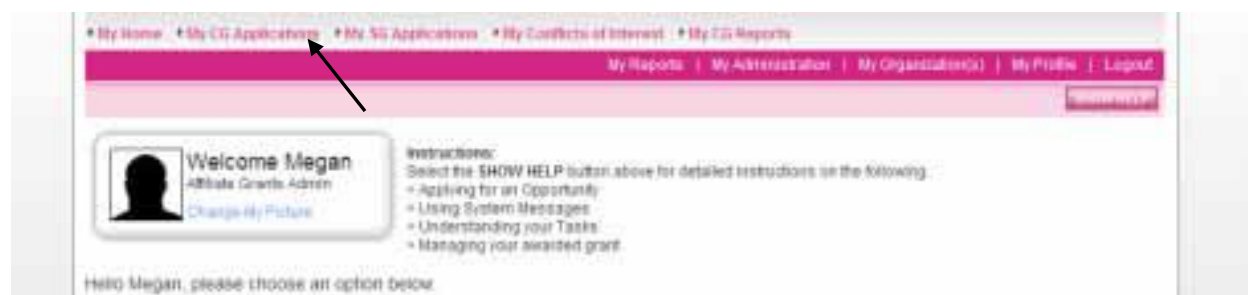 My Home My CG Applications My SG Applications My Conflicts of Interest My CG Reports
My Reports | My Administration | My Organization(s) | My Profile | Logout
Welcome Megan
Affiliate Grants Admin
Change My Picture
Instructions:
Select the SHOW HELP button above for detailed instructions on the following
- Applying for an Opportunity
- Using System Messages
- Understanding your Tasks
- Managing your awarded grant
Hello Megan, please choose an option below.